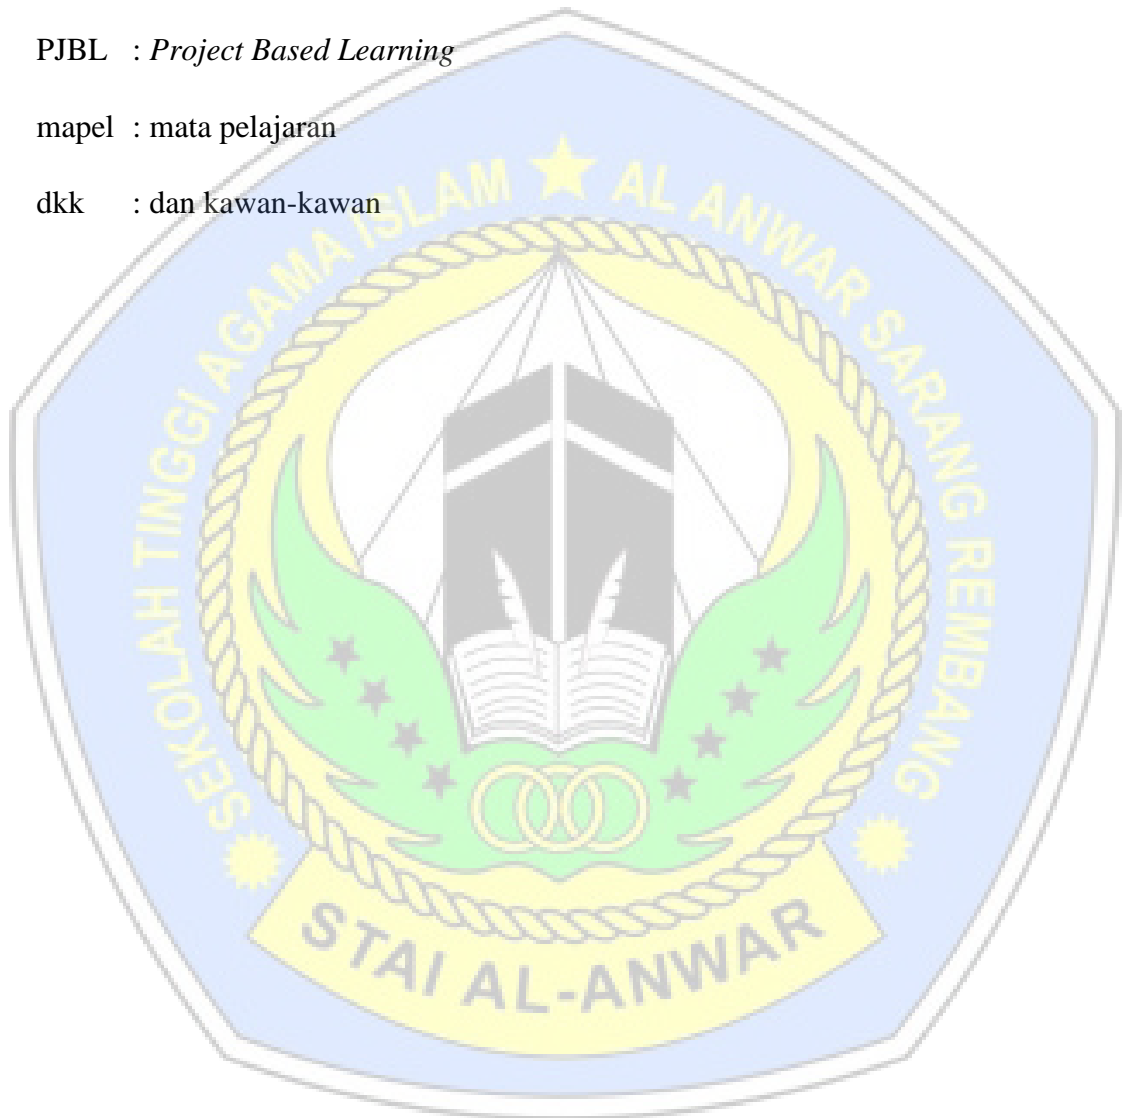 PJBL : Project Based Learning
mapel : mata pelajaran
dkk : dan kawan-kawan
SEKOLAH TINGGI AGAMA ISLAM ★ AL ANWAR SARANG REMBANG
STAI AL-ANWAR